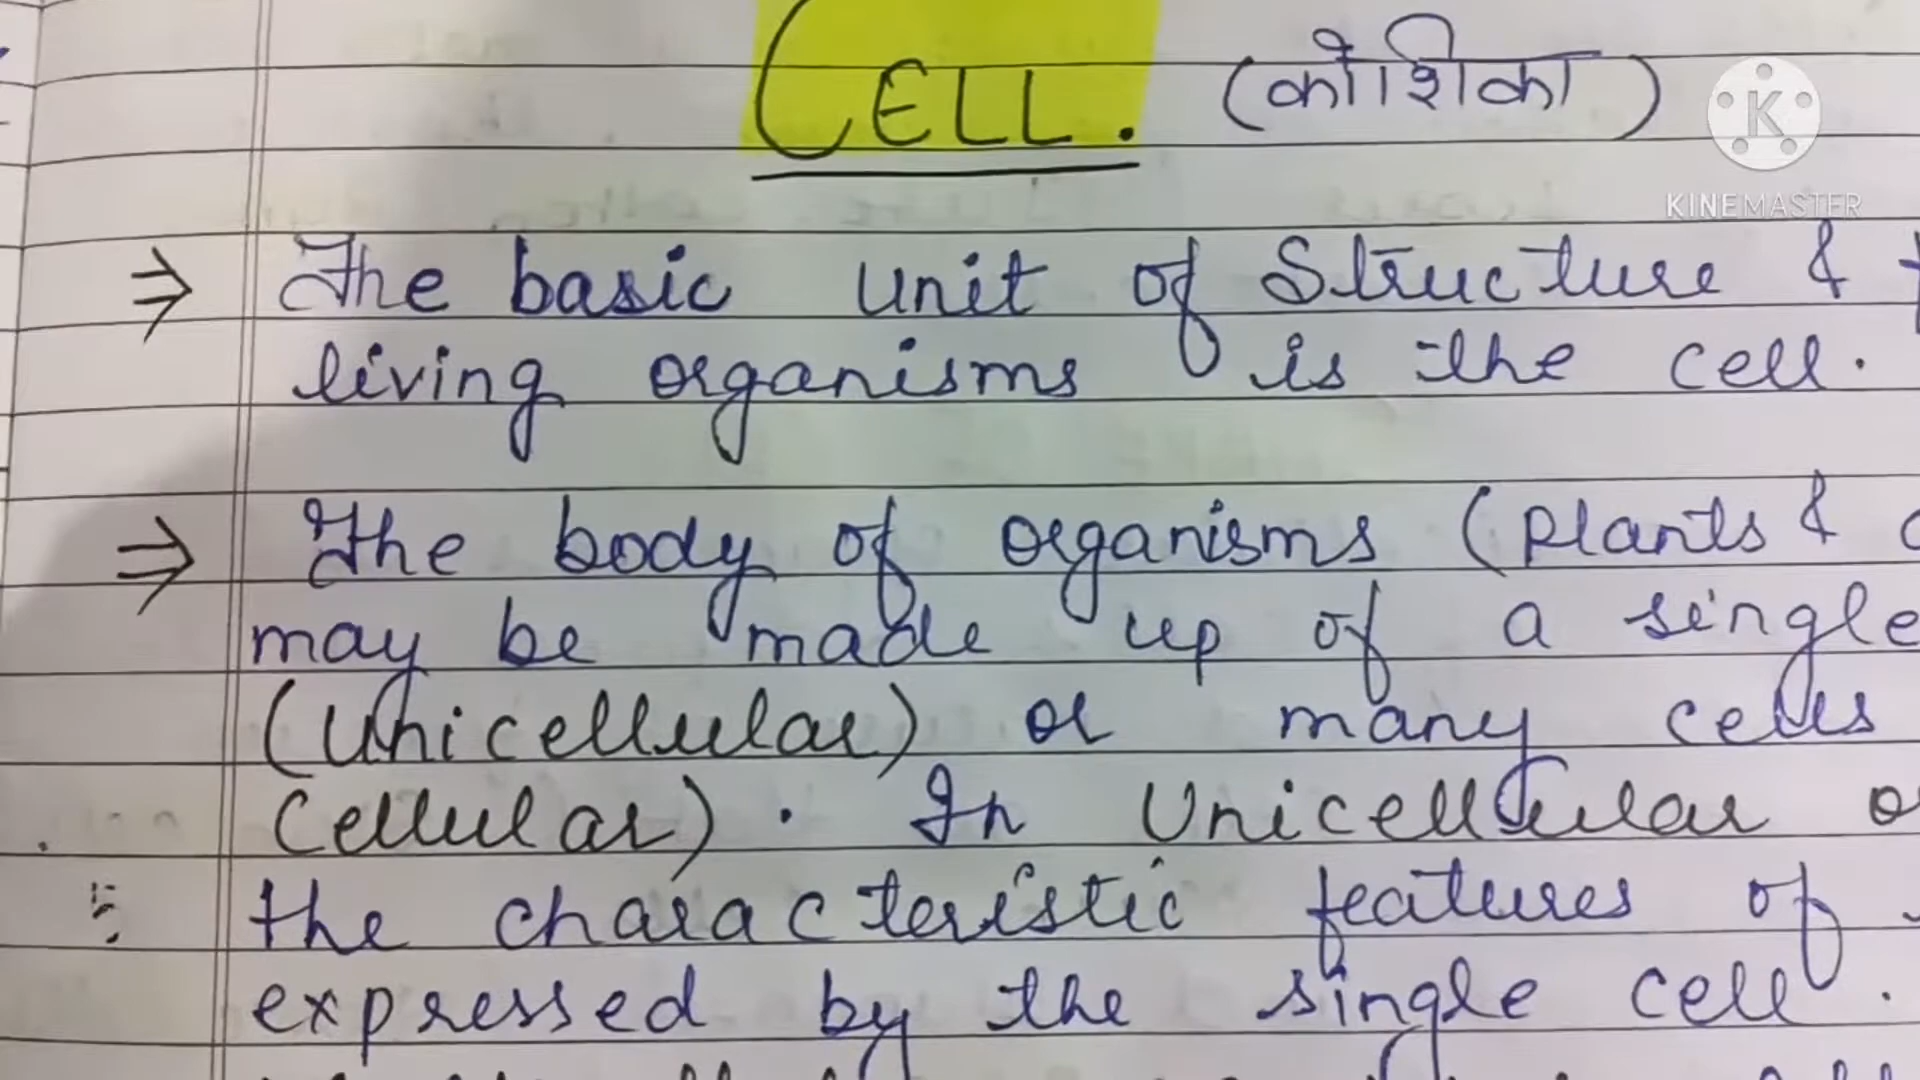 CELL. (कोशिका)
K
KINEMASTER
⇒ The basic unit of Structure &
living organisms is the cell.
⇒ The body of organisms (Plants &
may be made up of a single
(Unicellular) or many cells
Cellular). In Unicellular
the characteristic features of
expressed by the single cell.